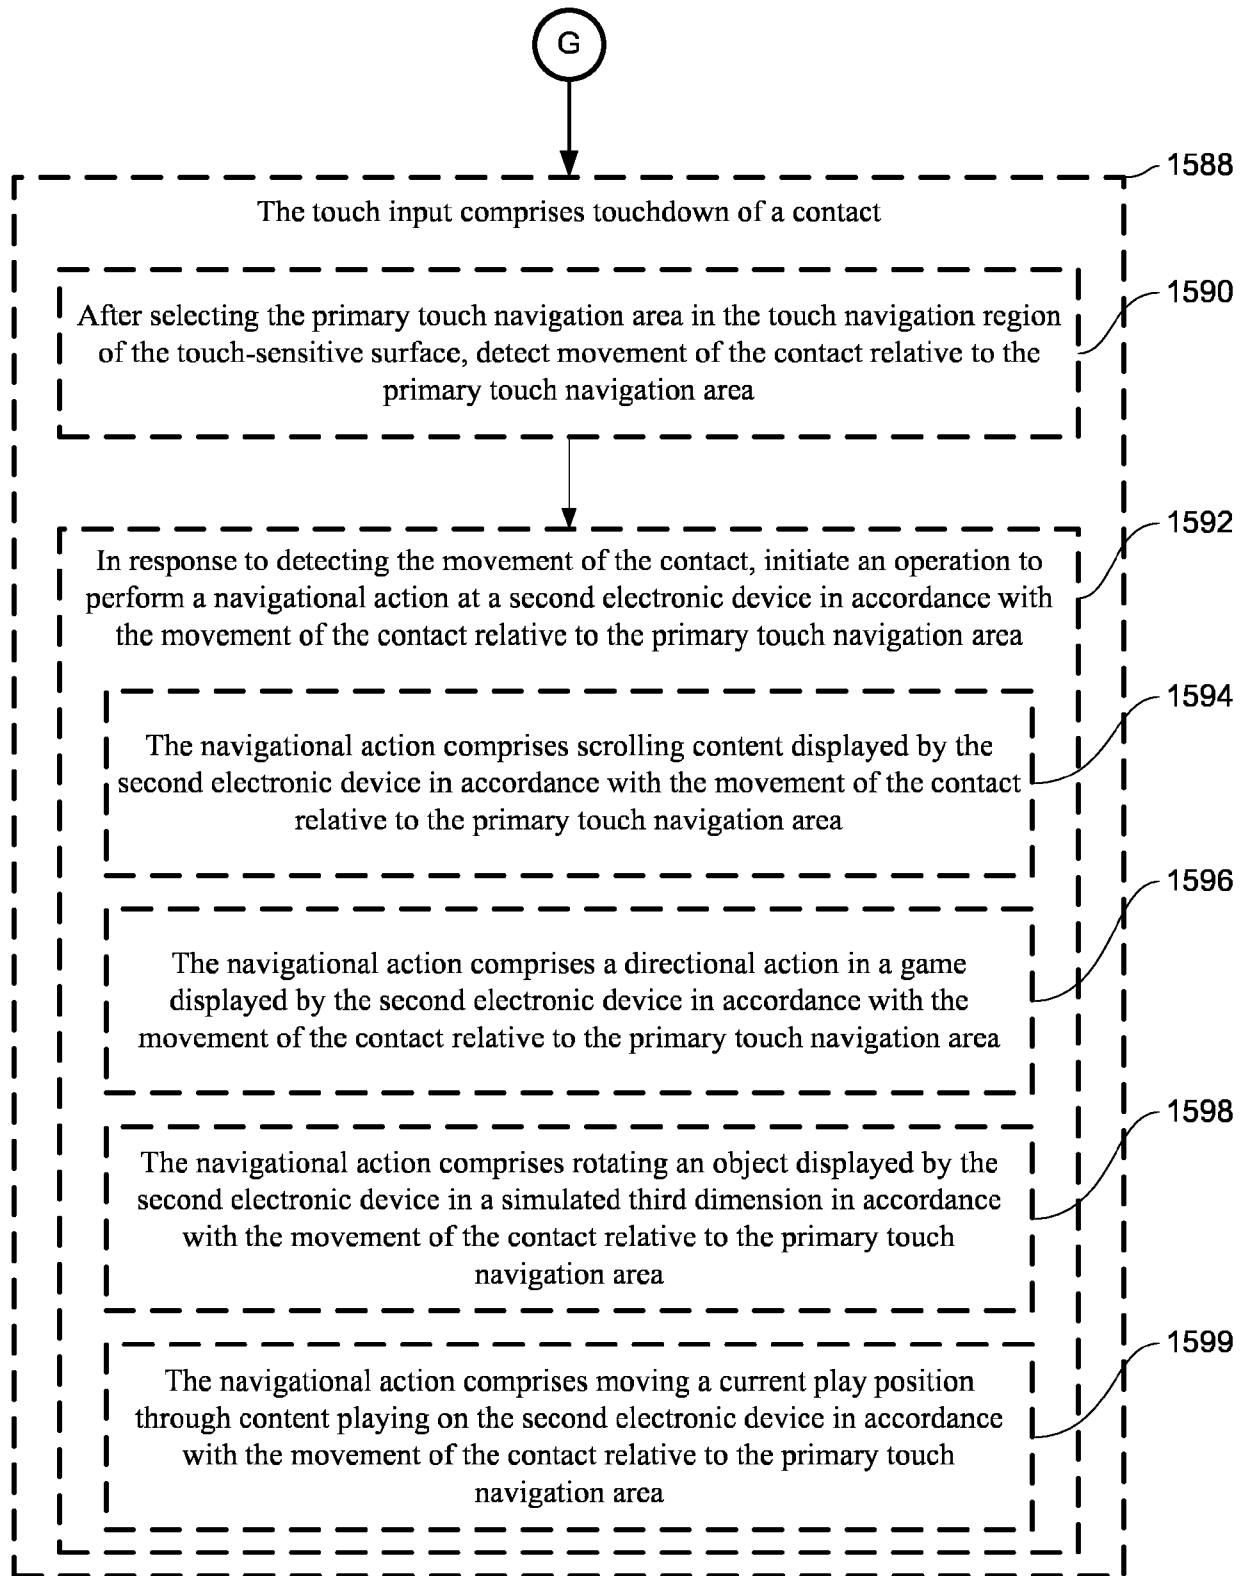 G
1588
The touch input comprises touchdown of a contact
1590
After selecting the primary touch navigation area in the touch navigation region
of the touch-sensitive surface, detect movement of the contact relative to the
primary touch navigation area
1592
In response to detecting the movement of the contact, initiate an operation to
perform a navigational action at a second electronic device in accordance with
the movement of the contact relative to the primary touch navigation area
1594
The navigational action comprises scrolling content displayed by the
second electronic device in accordance with the movement of the contact
relative to the primary touch navigation area
1596
The navigational action comprises a directional action in a game
displayed by the second electronic device in accordance with the
movement of the contact relative to the primary touch navigation area
1598
The navigational action comprises rotating an object displayed by the
second electronic device in a simulated third dimension in accordance
with the movement of the contact relative to the primary touch
navigation area
1599
The navigational action comprises moving a current play position
through content playing on the second electronic device in accordance
with the movement of the contact relative to the primary touch
navigation area